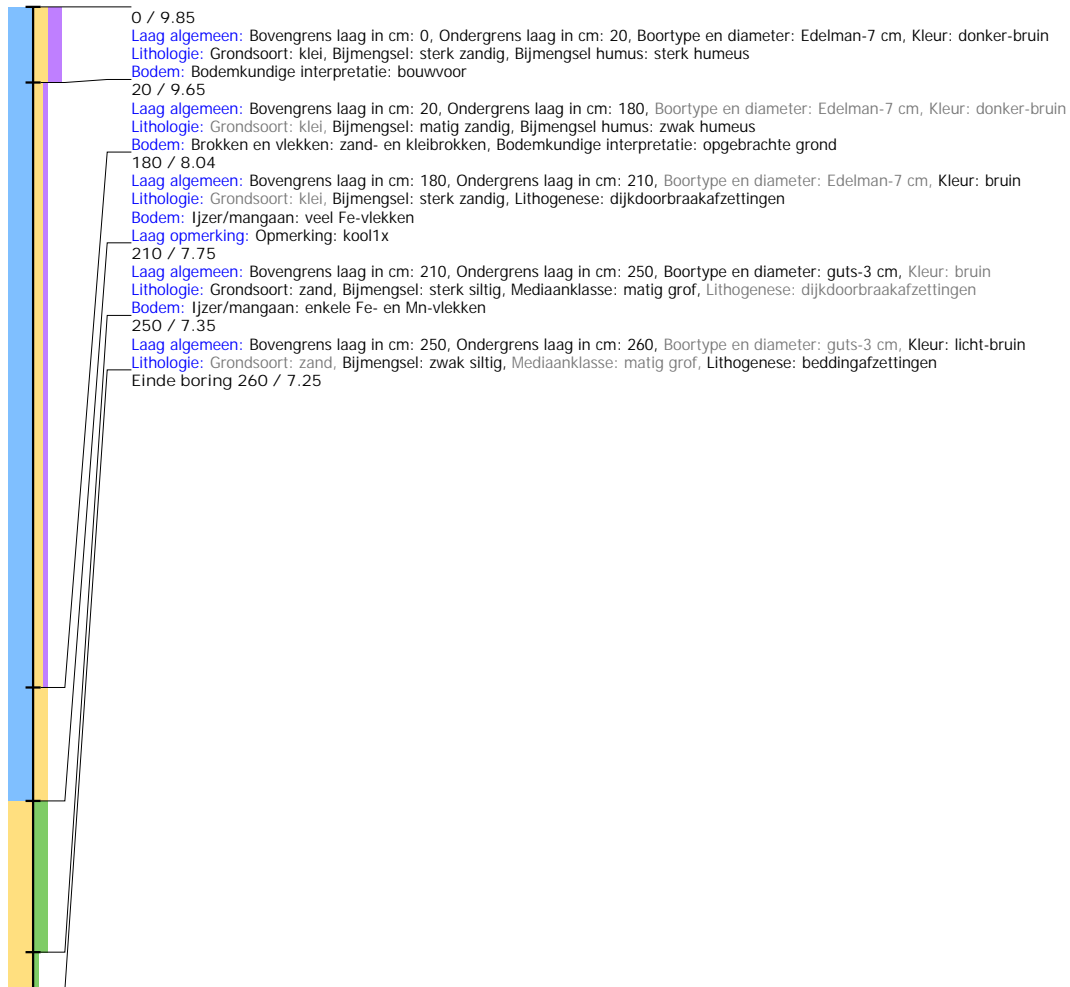 0 / 9.85
Laag algemeen: Bovengrens laag in cm: 0, Ondergrens laag in cm: 20, Boortype en diameter: Edelman-7 cm, Kleur: donker-bruin
Lithologie: Grondsoort: klei, Bijmengsel: sterk zandig, Bijmengsel humus: sterk humeus
Bodem: Bodemkundige interpretatie: bouwvoor
20 / 9.65
Laag algemeen: Bovengrens laag in cm: 20, Ondergrens laag in cm: 180, Boortype en diameter: Edelman-7 cm, Kleur: donker-bruin
Lithologie: Grondsoort: klei, Bijmengsel: matig zandig, Bijmengsel humus: zwak humeus
Bodem: Brokken en vlekken: zand- en kleibrokken, Bodemkundige interpretatie: opgebrachte grond
180 / 8.04
Laag algemeen: Bovengrens laag in cm: 180, Ondergrens laag in cm: 210, Boortype en diameter: Edelman-7 cm, Kleur: bruin
Lithologie: Grondsoort: klei, Bijmengsel: sterk zandig, Lithogenese: dijkdoorbraakafzettingen
Bodem: Ijzer/mangaan: veel Fe-vlekken
Laag opmerking: Opmerking: kool1x
210 / 7.75
Laag algemeen: Bovengrens laag in cm: 210, Ondergrens laag in cm: 250, Boortype en diameter: guts-3 cm, Kleur: bruin
Lithologie: Grondsoort: zand, Bijmengsel: sterk siltig, Mediaanklasse: matig grof, Lithogenese: dijkdoorbraakafzettingen
Bodem: Ijzer/mangaan: enkele Fe- en Mn-vlekken
250 / 7.35
Laag algemeen: Bovengrens laag in cm: 250, Ondergrens laag in cm: 260, Boortype en diameter: guts-3 cm, Kleur: licht-bruin
Lithologie: Grondsoort: zand, Bijmengsel: zwak siltig, Mediaanklasse: matig grof, Lithogenese: beddingafzettingen
Einde boring 260 / 7.25